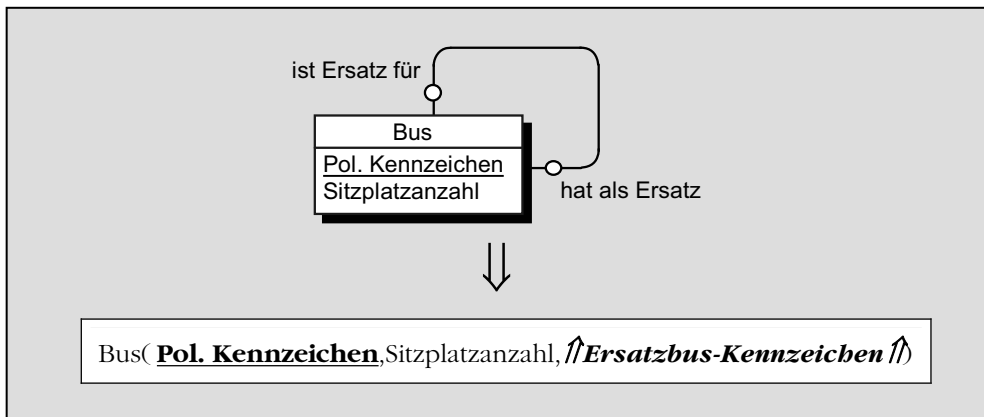 ist Ersatz für
Bus
Pol. Kennzeichen
Sitzplatzanzahl
hat als Ersatz
Bus( Pol. Kennzeichen,Sitzplatzanzahl,⇑Ersatzbus-Kennzeichen⇑)